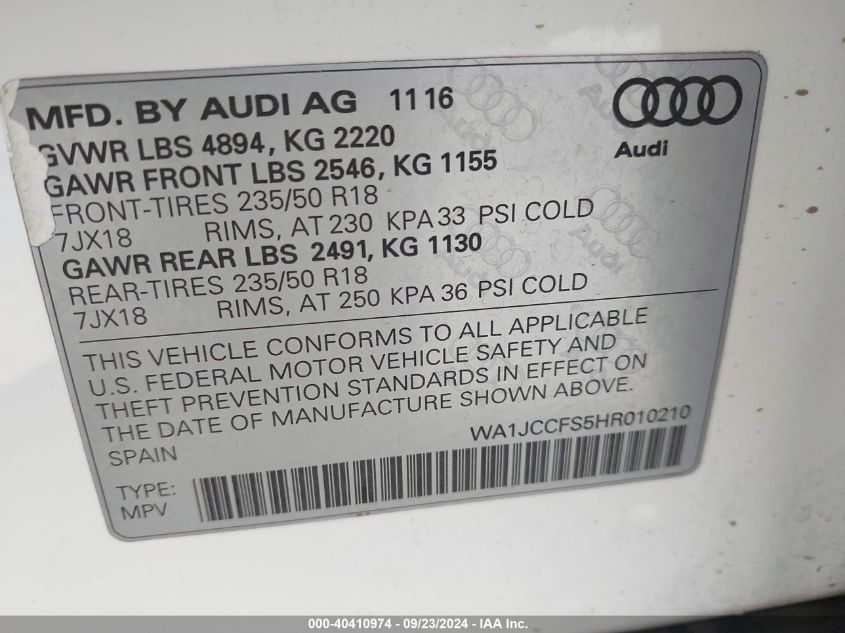 MFD. BY AUDI AG 11 16
GVWR LBS 4894, KG 2220
GAWR FRONT LBS 2546, KG 1155
FRONT-TIRES 235/50 R18
7JX18 RIMS, AT 230 KPA 33 PSI COLD
GAWR REAR LBS 2491, KG 1130
REAR-TIRES 235/50 R18
7JX18 RIMS, AT 250 KPA 36 PSI COLD
Audi
THIS VEHICLE CONFORMS TO ALL APPLICABLE
U.S. FEDERAL MOTOR VEHICLE SAFETY AND
THEFT PREVENTION STANDARDS IN EFFECT ON
THE DATE OF MANUFACTURE SHOWN ABOVE.
SPAIN WA1JCCFS5HR010210
TYPE:
MPV
Audi
Audi
000-40410974 - 09/23/2024 - IAA Inc.